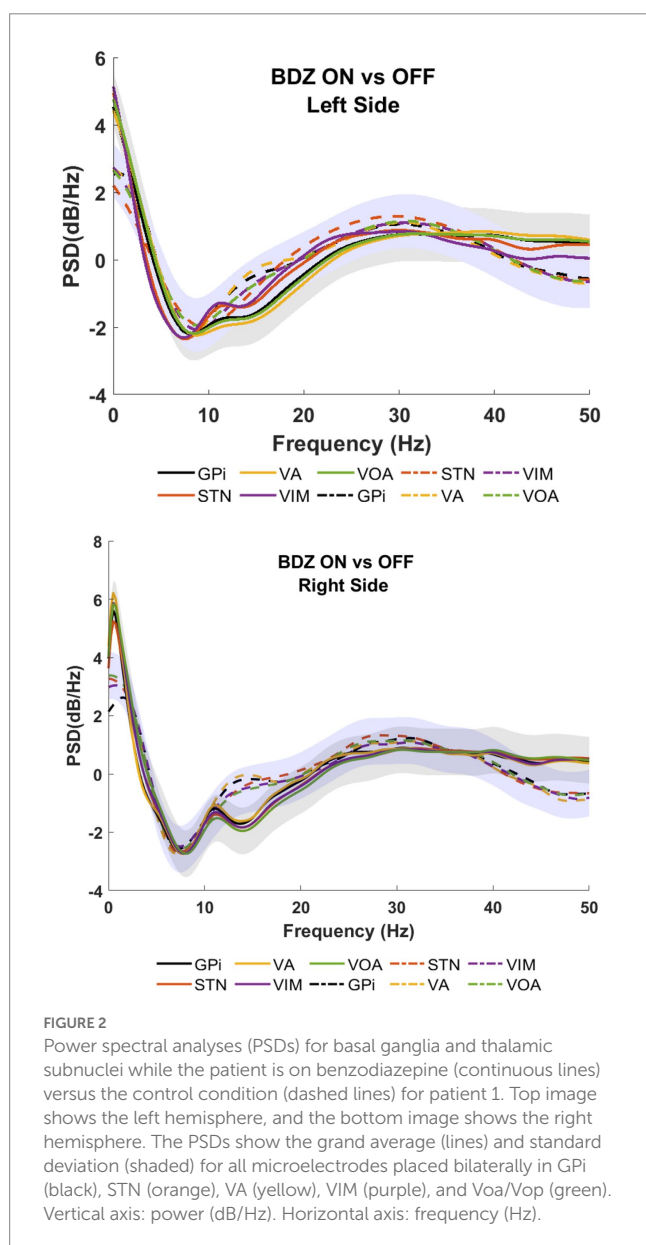 BDZ ON vs OFF
Left Side
6
4
2
0
-2
-4
PSD(dB/Hz)
0 10 20 30 40 50
Frequency (Hz)
GPi VA VOA STN VIM
STN VIM GPi VA VOA
BDZ ON vs OFF
Right Side
8
6
4
2
0
-2
-4
PSD(dB/Hz)
0 10 20 30 40 50
Frequency (Hz)
GPi VA VOA STN VIM
STN VIM GPi VA VOA
FIGURE 2
Power spectral analyses (PSDs) for basal ganglia and thalamic
subnuclei while the patient is on benzodiazepine (continuous lines)
versus the control condition (dashed lines) for patient 1. Top image
shows the left hemisphere, and the bottom image shows the right
hemisphere. The PSDs show the grand average (lines) and standard
deviation (shaded) for all microelectrodes placed bilaterally in GPi
(black), STN (orange), VA (yellow), VIM (purple), and Voa/Vop (green).
Vertical axis: power (dB/Hz). Horizontal axis: frequency (Hz).